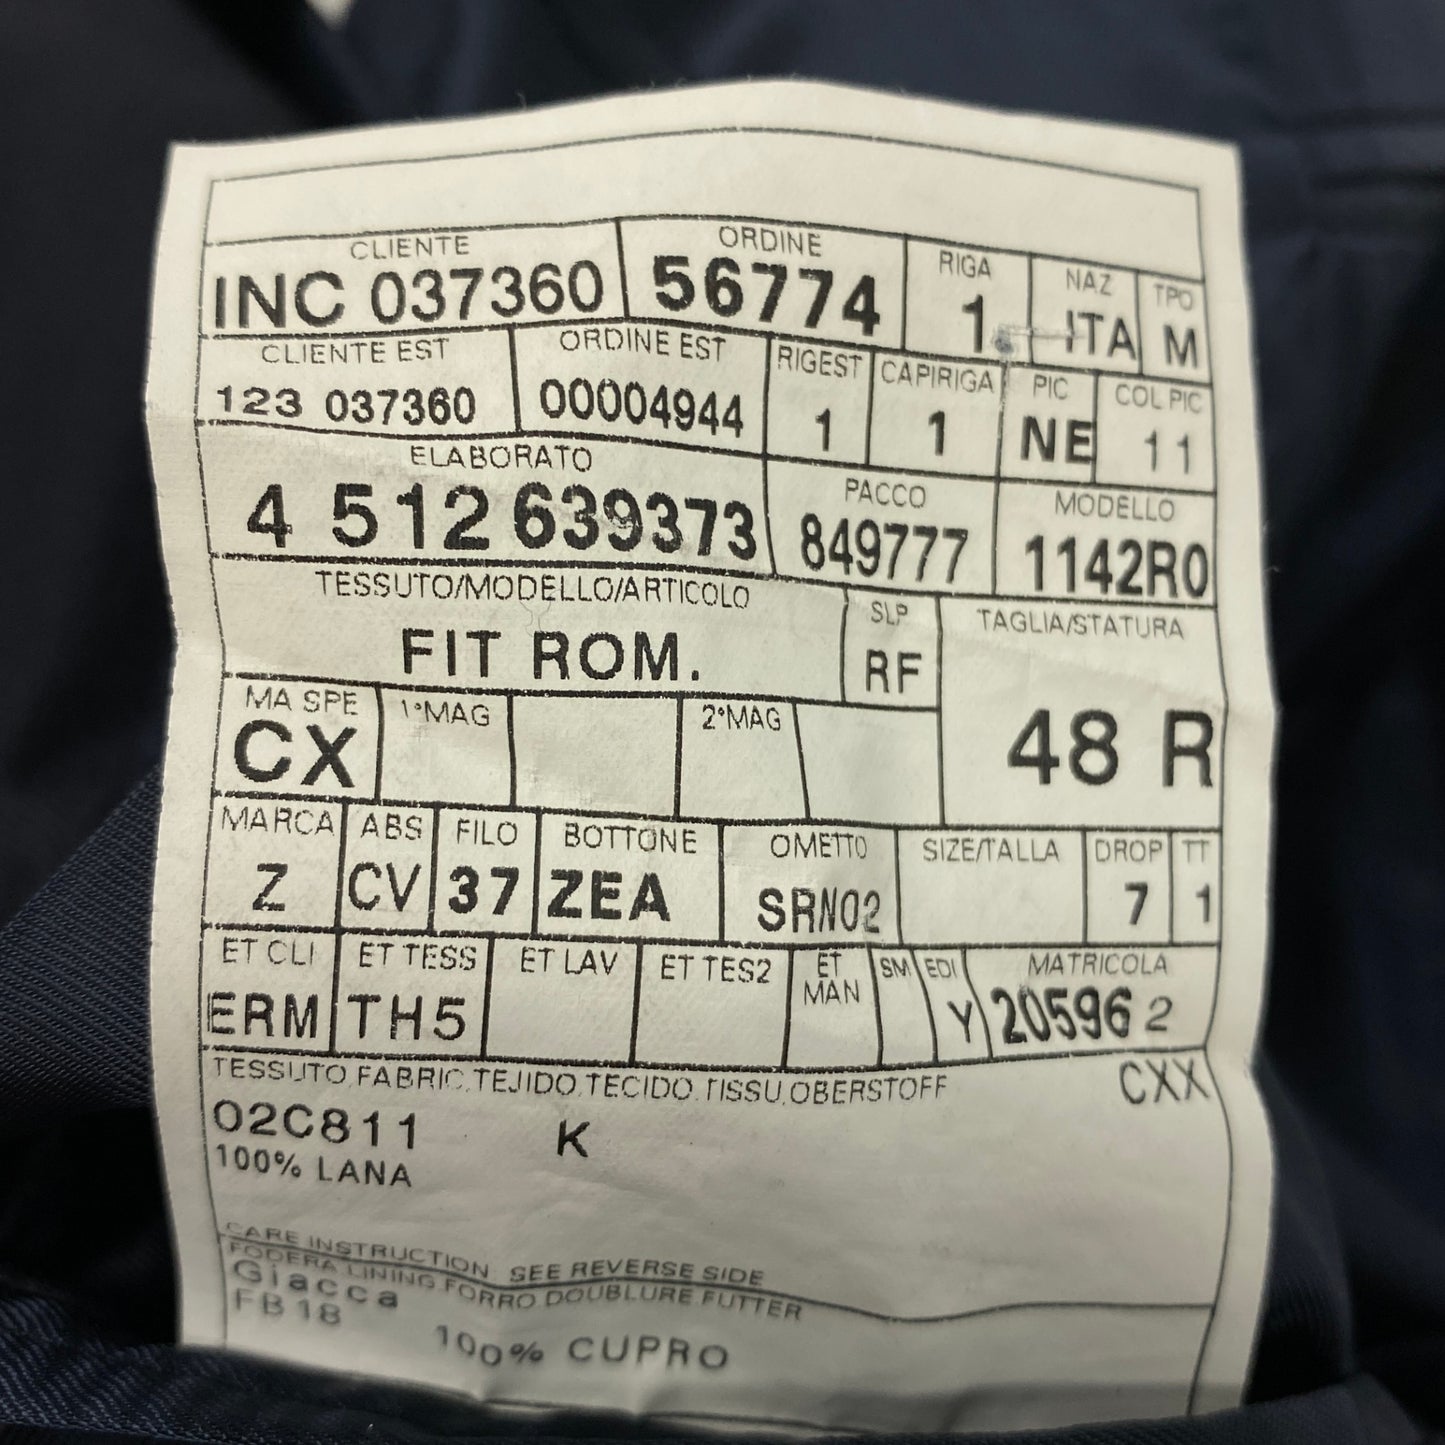 CLIENTE ORDINE RIGA NAZ TPO
INC 037360 56774 1 ITA M
CLIENTE EST ORDINE EST RIGEST CAPIRIGA PIC COL PIC
123 037360 00004944 1 1 NE 11
ELABORATO PACCO MODELLO
4 512 639373 849777 1142R0
TESSUTO/MODELLO/ARTICOLO SLP TAGLIA/STATURA
FIT ROM. RF 48 R
MA SPE 1°MAG 2°MAG
CX
MARCA ABS FILO BOTTONE OMETTO SIZE/TALLA DROP TT
Z CV 37 ZEA SRN02 7 1
ET CLI ET TESS ET LAV ET TES2 ET MAN SM EDI MATRICOLA
ERM TH5 Y 205962
TESSUTO.FABRIC.TEJIDO.TECIDO.TISSU.OBERSTOFF CXX
02C811 K
100% LANA
CARE INSTRUCTION SEE REVERSE SIDE
FODERA LINING.FORRO.DOUBLURE.FUTTER
Giacca
FB18 100% CUPRO